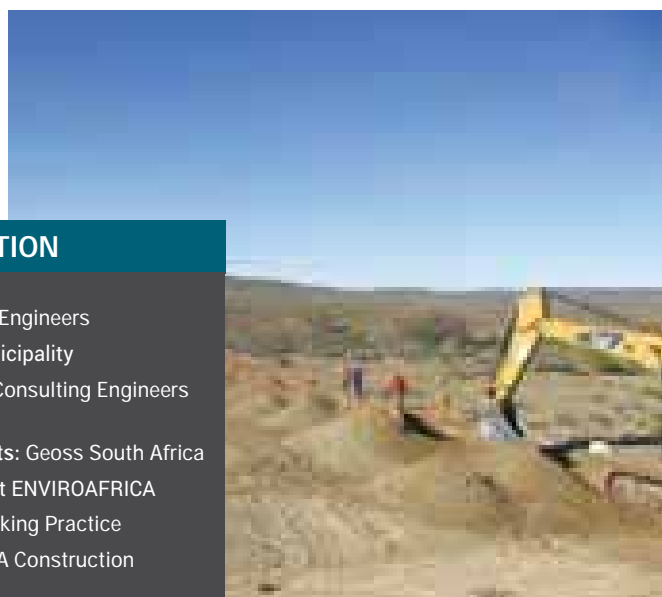 TION
Engineers
icipality
Consulting Engineers
ts: Geoss South Africa
t ENVIROAFRICA
king Practice
A Construction